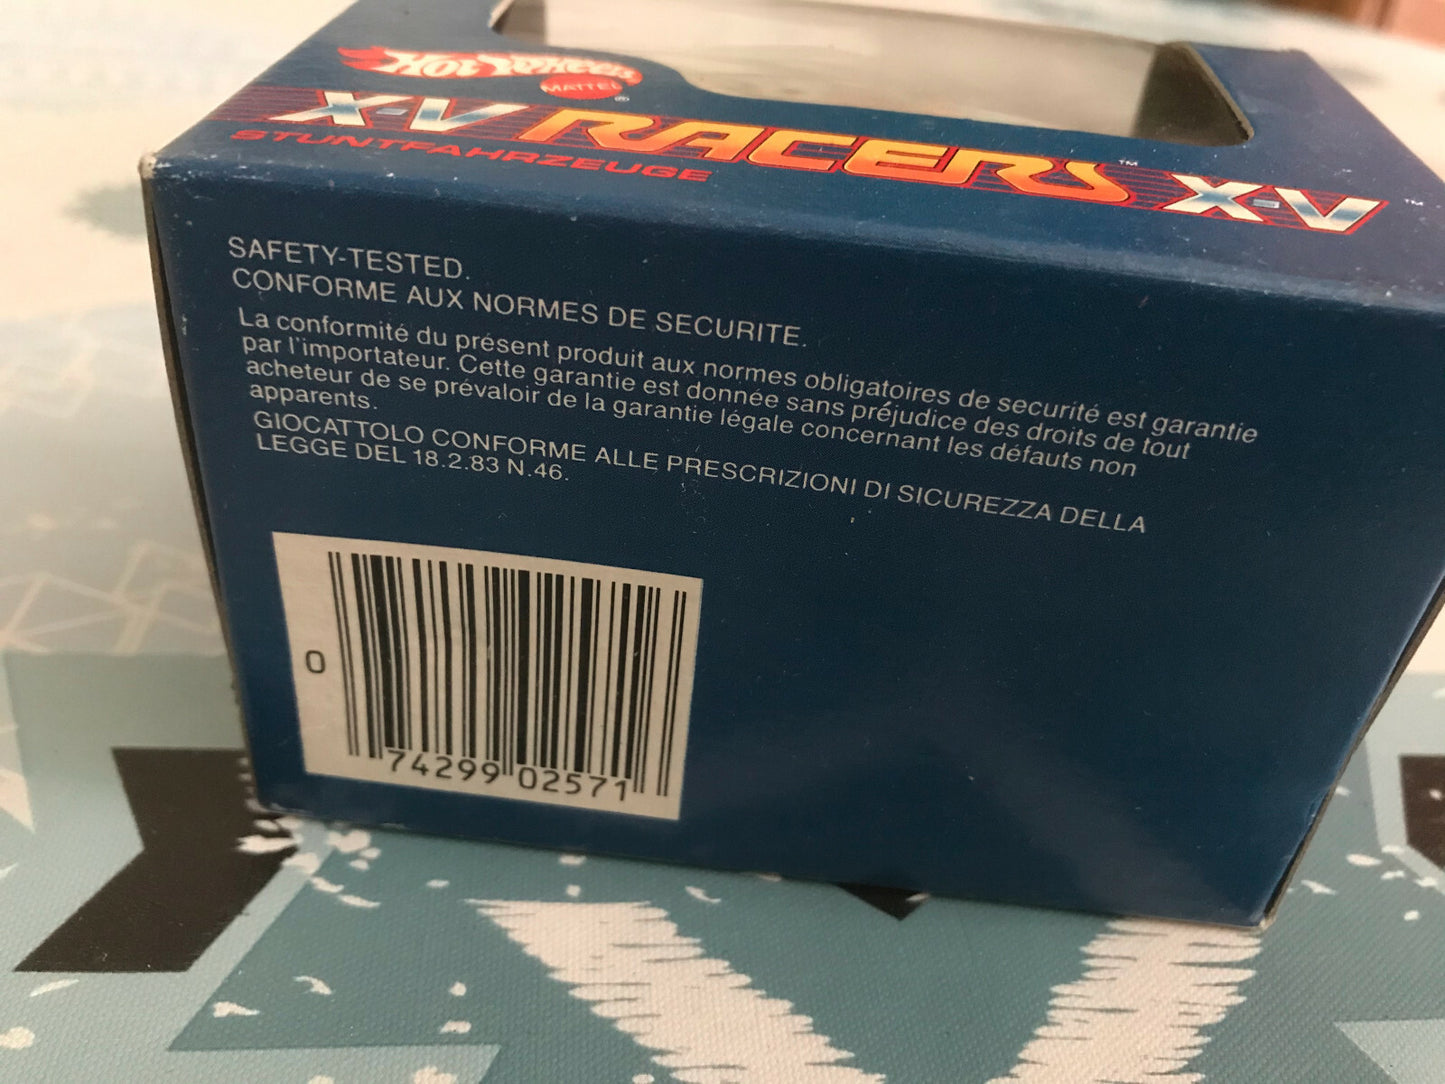 Hot Wheels
MATTEL ®
X-V RACERS ™ X-V ™
STUNTFAHRZEUGE
SAFETY-TESTED.
CONFORME AUX NORMES DE SECURITE.
La conformité du présent produit aux normes obligatoires de securité est garantie
par l'importateur. Cette garantie est donnée sans préjudice des droits de tout
acheteur de se prévaloir de la garantie légale concernant les défauts non
apparents.
GIOCATTOLO CONFORME ALLE PRESCRIZIONI DI SICUREZZA DELLA
LEGGE DEL 18.2.83 N.46.
0 74299 02571